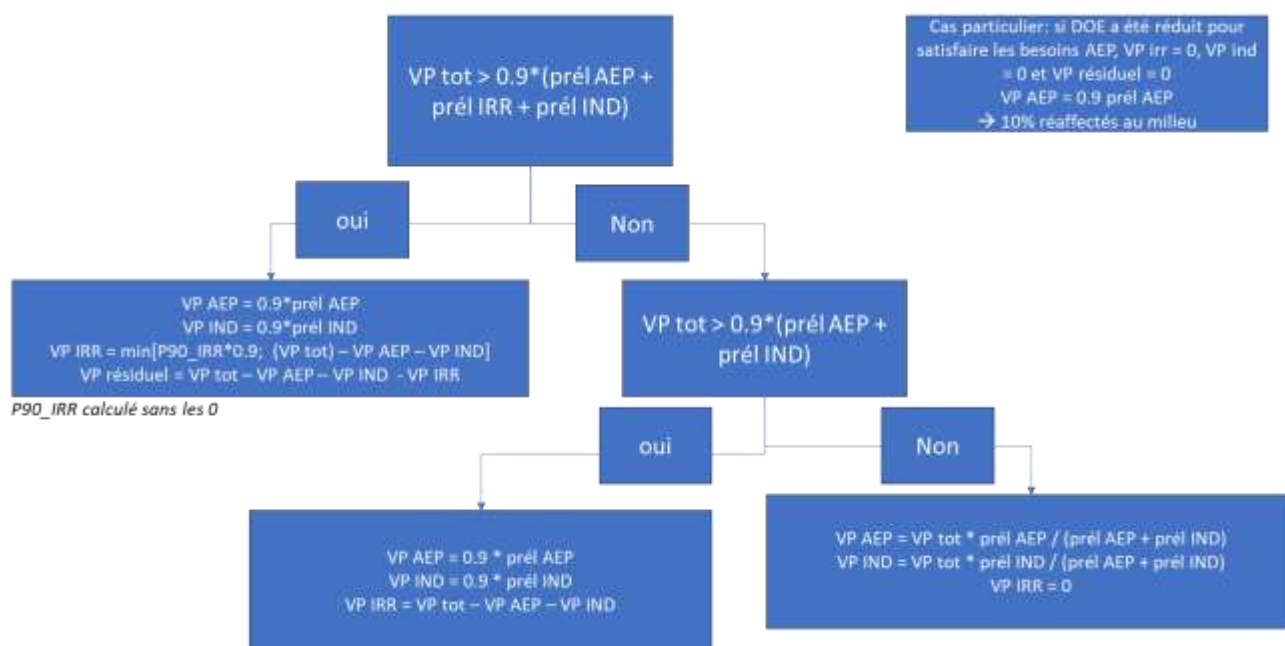 VP tot > 0.9*(prél AEP +
prél IRR + prél IND)
Cas particulier: si DOE a été réduit pour
satisfaire les besoins AEP, VP irr = 0, VP ind
= 0 et VP résiduel = 0
VP AEP = 0.9 prél AEP
→ 10% réaffectés au milieu
oui
Non
VP AEP = 0.9*prél AEP
VP IND = 0.9*prél IND
VP IRR = min[P90_IRR*0.9; (VP tot) – VP AEP – VP IND]
VP résiduel = VP tot – VP AEP – VP IND - VP IRR
P90_IRR calculé sans les 0
VP tot > 0.9*(prél AEP +
prél IND)
oui
Non
VP AEP = 0.9 * prél AEP
VP IND = 0.9 * prél IND
VP IRR = VP tot – VP AEP – VP IND
VP AEP = VP tot * prél AEP / (prél AEP + prél IND)
VP IND = VP tot * prél IND / (prél AEP + prél IND)
VP IRR = 0